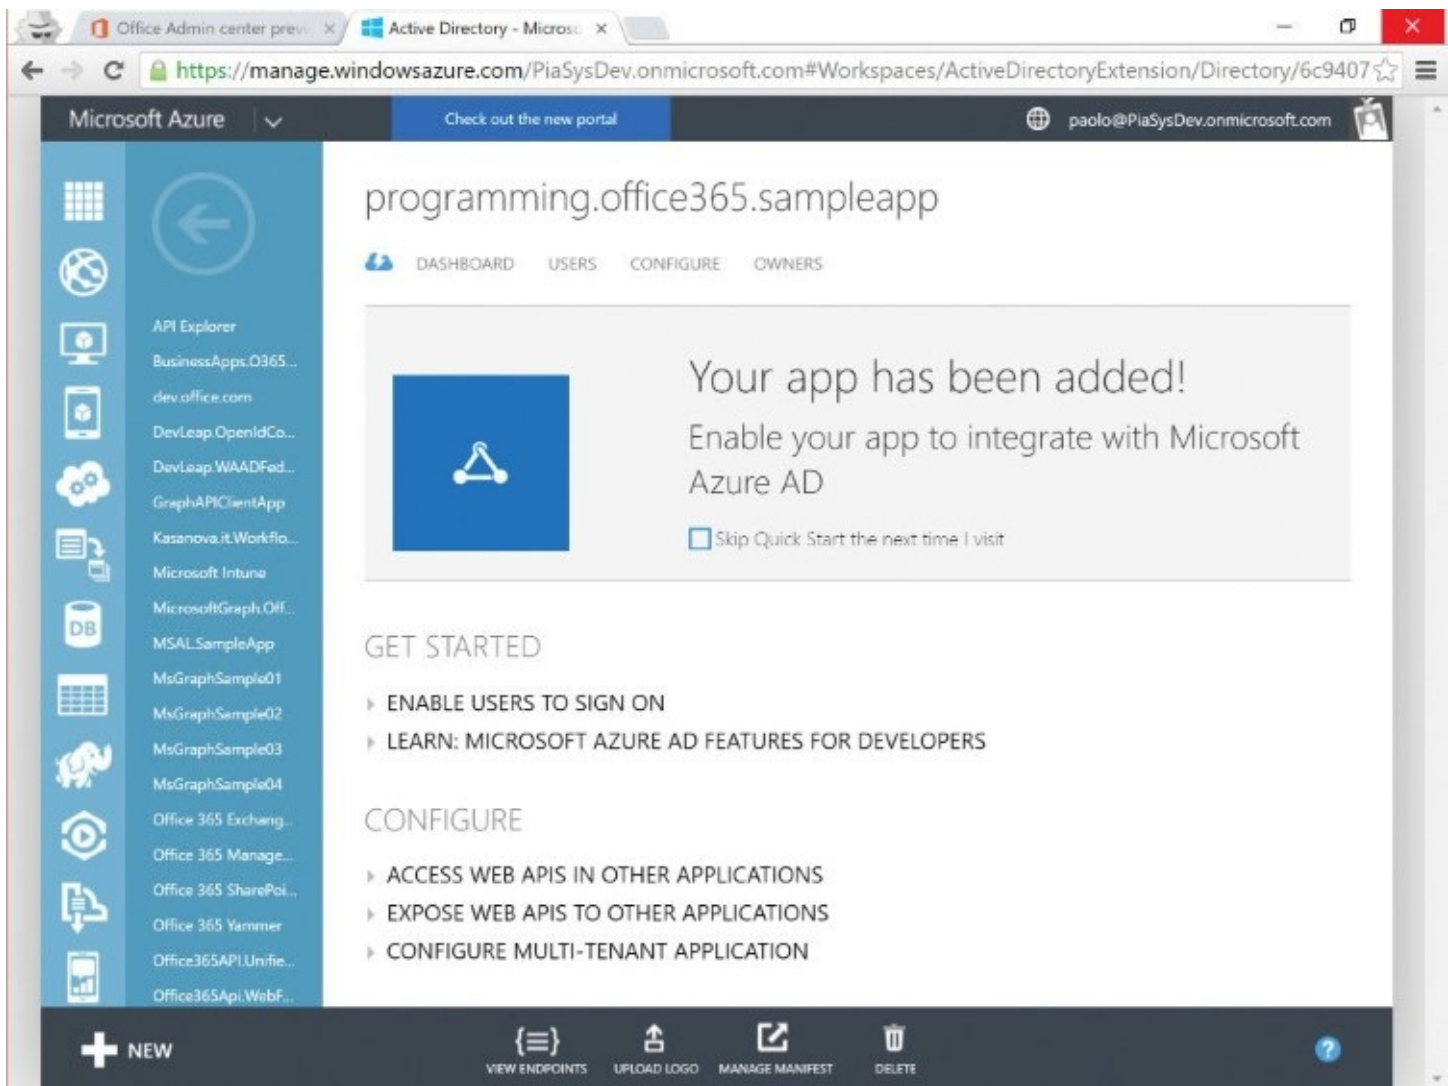 Office Admin center previ
Active Directory - Microso
https://manage.windowsazure.com/PiaSysDev.onmicrosoft.com#Workspaces/ActiveDirectoryExtension/Directory/6c9407
Microsoft Azure
Check out the new portal
paolo@PiaSysDev.onmicrosoft.com
programming.office365.sampleapp
DASHBOARD USERS CONFIGURE OWNERS
API Explorer
BusinessApps.O365...
dev.office.com
DevLeap.OpenIdCo...
DevLeap.WAADFed...
GraphAPIClientApp
Kasanova.it.Workflo...
Microsoft Intune
MicrosoftGraph.Off...
MSAL.SampleApp
MsGraphSample01
MsGraphSample02
MsGraphSample03
MsGraphSample04
Office 365 Exchang...
Office 365 Manage...
Office 365 SharePoi...
Office 365 Yammer
Office365API.Unifie...
Office365Api.WebF...
DB
Your app has been added!
Enable your app to integrate with Microsoft
Azure AD
Skip Quick Start the next time I visit
GET STARTED
ENABLE USERS TO SIGN ON
LEARN: MICROSOFT AZURE AD FEATURES FOR DEVELOPERS
CONFIGURE
ACCESS WEB APIS IN OTHER APPLICATIONS
EXPOSE WEB APIS TO OTHER APPLICATIONS
CONFIGURE MULTI-TENANT APPLICATION
NEW
VIEW ENDPOINTS UPLOAD LOGO MANAGE MANIFEST DELETE
?